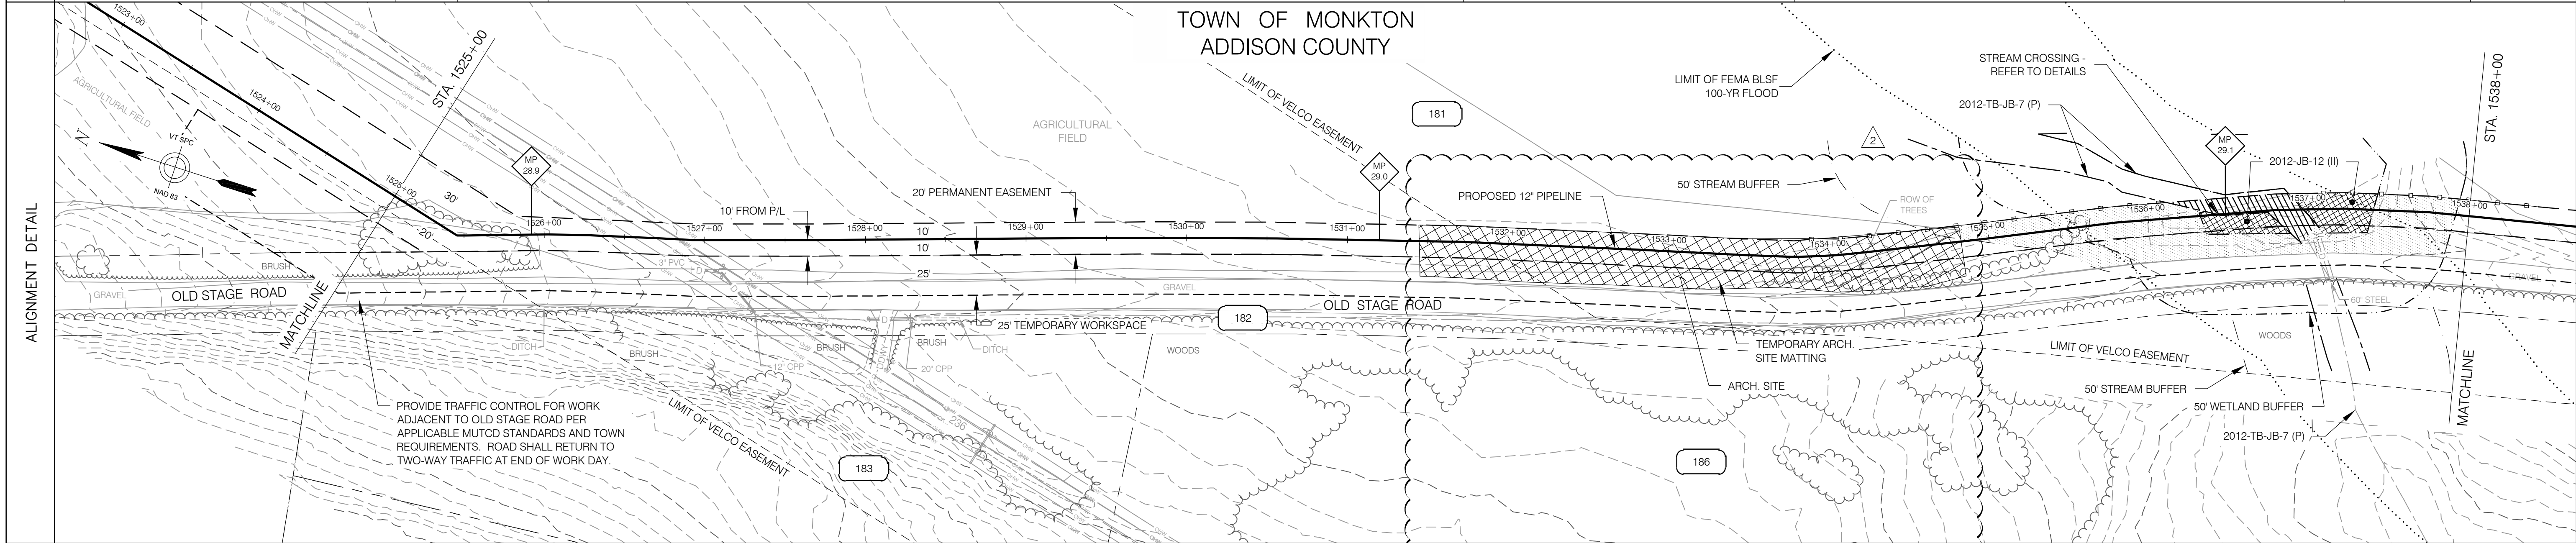 TOWN OF MONKTON
ADDISON COUNTY
ALIGNMENT DETAIL
1523+00
1524+00
1525+00
AGRICULTURAL FIELD
N
VT SPC
NAD 83
STA. 1525+00
MATCHLINE
30'
20'
MP
28.9
1526+00
1527+00
1528+00
1529+00
1530+00
1531+00
1532+00
1533+00
1534+00
1535+00
1536+00
1537+00
1538+00
10' FROM P/L
20' PERMANENT EASEMENT
10'
10'
25'
3" PVC
D
D
AGRICULTURAL
FIELD
LIMIT OF VELCO EASEMENT
MP
29.0
181
2
LIMIT OF FEMA BLSF
100-YR FLOOD
STREAM CROSSING -
REFER TO DETAILS
2012-TB-JB-7 (P)
MP
29.1
2012-JB-12 (II)
STA. 1538+00
50' STREAM BUFFER
PROPOSED 12" PIPELINE
ROW OF
TREES
BRUSH
GRAVEL
OLD STAGE ROAD
GRAVEL
OLD STAGE ROAD
GRAVEL
25' TEMPORARY WORKSPACE
182
TEMPORARY ARCH.
SITE MATTING
ARCH. SITE
DITCH
BRUSH
BRUSH
BRUSH
DITCH
12" CPP
20" CPP
DWY
WOODS
WOODS
60" STEEL
LIMIT OF VELCO EASEMENT
50' STREAM BUFFER
50' WETLAND BUFFER
2012-TB-JB-7 (P)
MATCHLINE
PROVIDE TRAFFIC CONTROL FOR WORK
ADJACENT TO OLD STAGE ROAD PER
APPLICABLE MUTCD STANDARDS AND TOWN
REQUIREMENTS. ROAD SHALL RETURN TO
TWO-WAY TRAFFIC AT END OF WORK DAY.
LIMIT OF VELCO EASEMENT
236
183
186
OHW